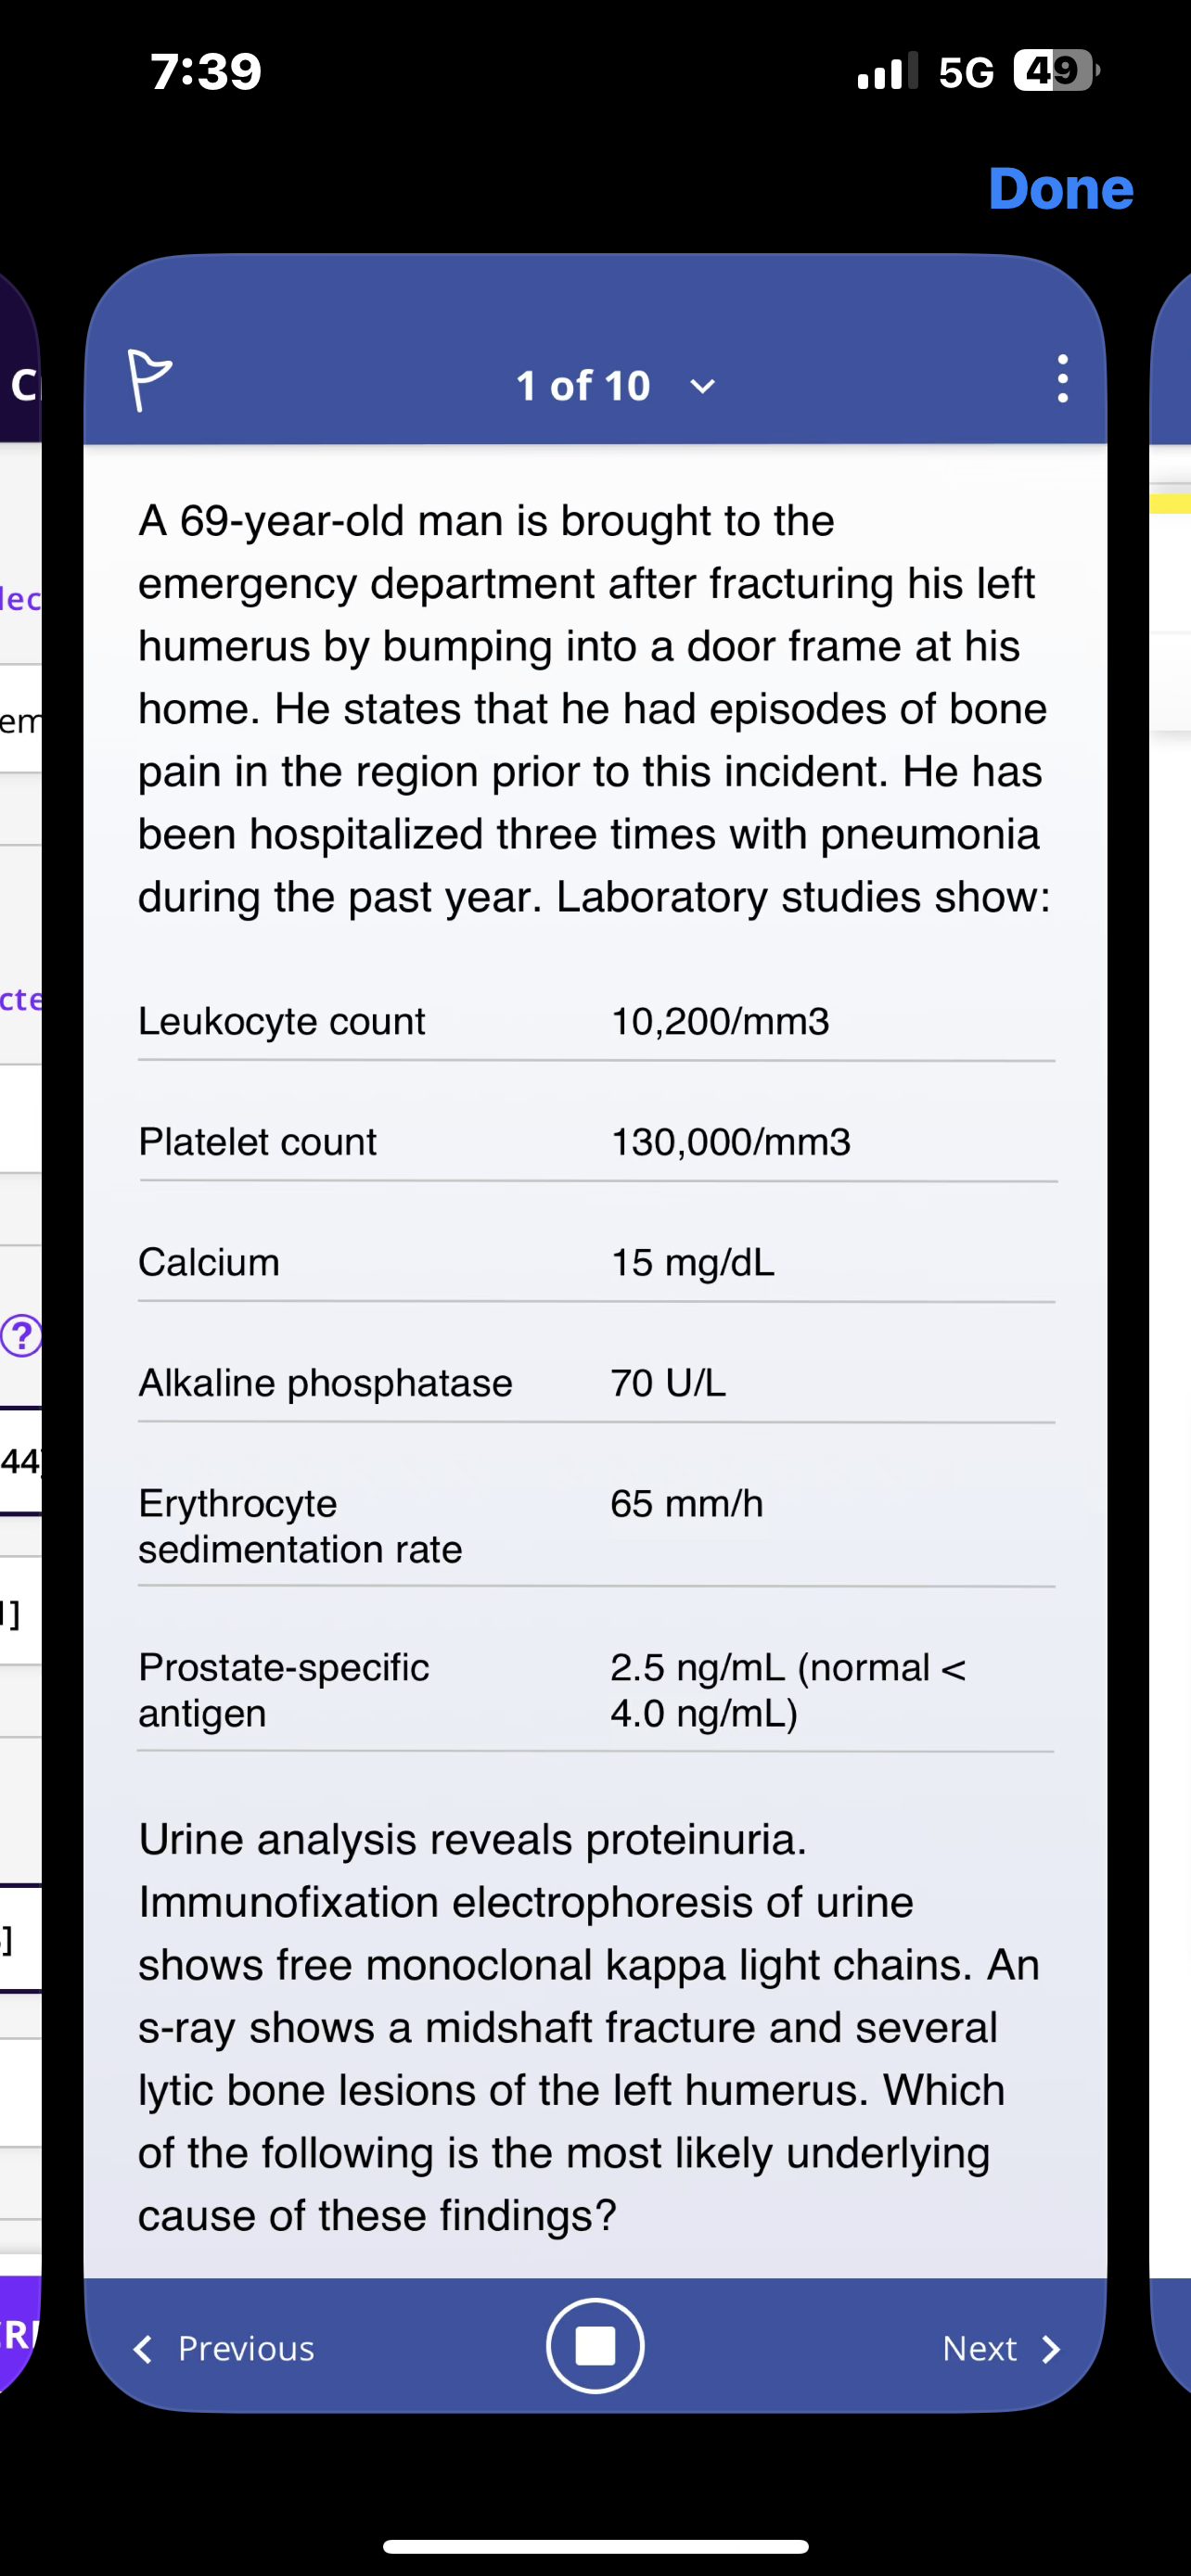 7:39
5G 49
Done
1 of 10
A 69-year-old man is brought to the
emergency department after fracturing his left
humerus by bumping into a door frame at his
home. He states that he had episodes of bone
pain in the region prior to this incident. He has
been hospitalized three times with pneumonia
during the past year. Laboratory studies show:
Leukocyte count 10,200/mm3
Platelet count 130,000/mm3
Calcium 15 mg/dL
Alkaline phosphatase 70 U/L
Erythrocyte 65 mm/h
sedimentation rate
Prostate-specific 2.5 ng/mL (normal <
antigen 4.0 ng/mL)
Urine analysis reveals proteinuria.
Immunofixation electrophoresis of urine
shows free monoclonal kappa light chains. An
s-ray shows a midshaft fracture and several
lytic bone lesions of the left humerus. Which
of the following is the most likely underlying
cause of these findings?
Previous
Next